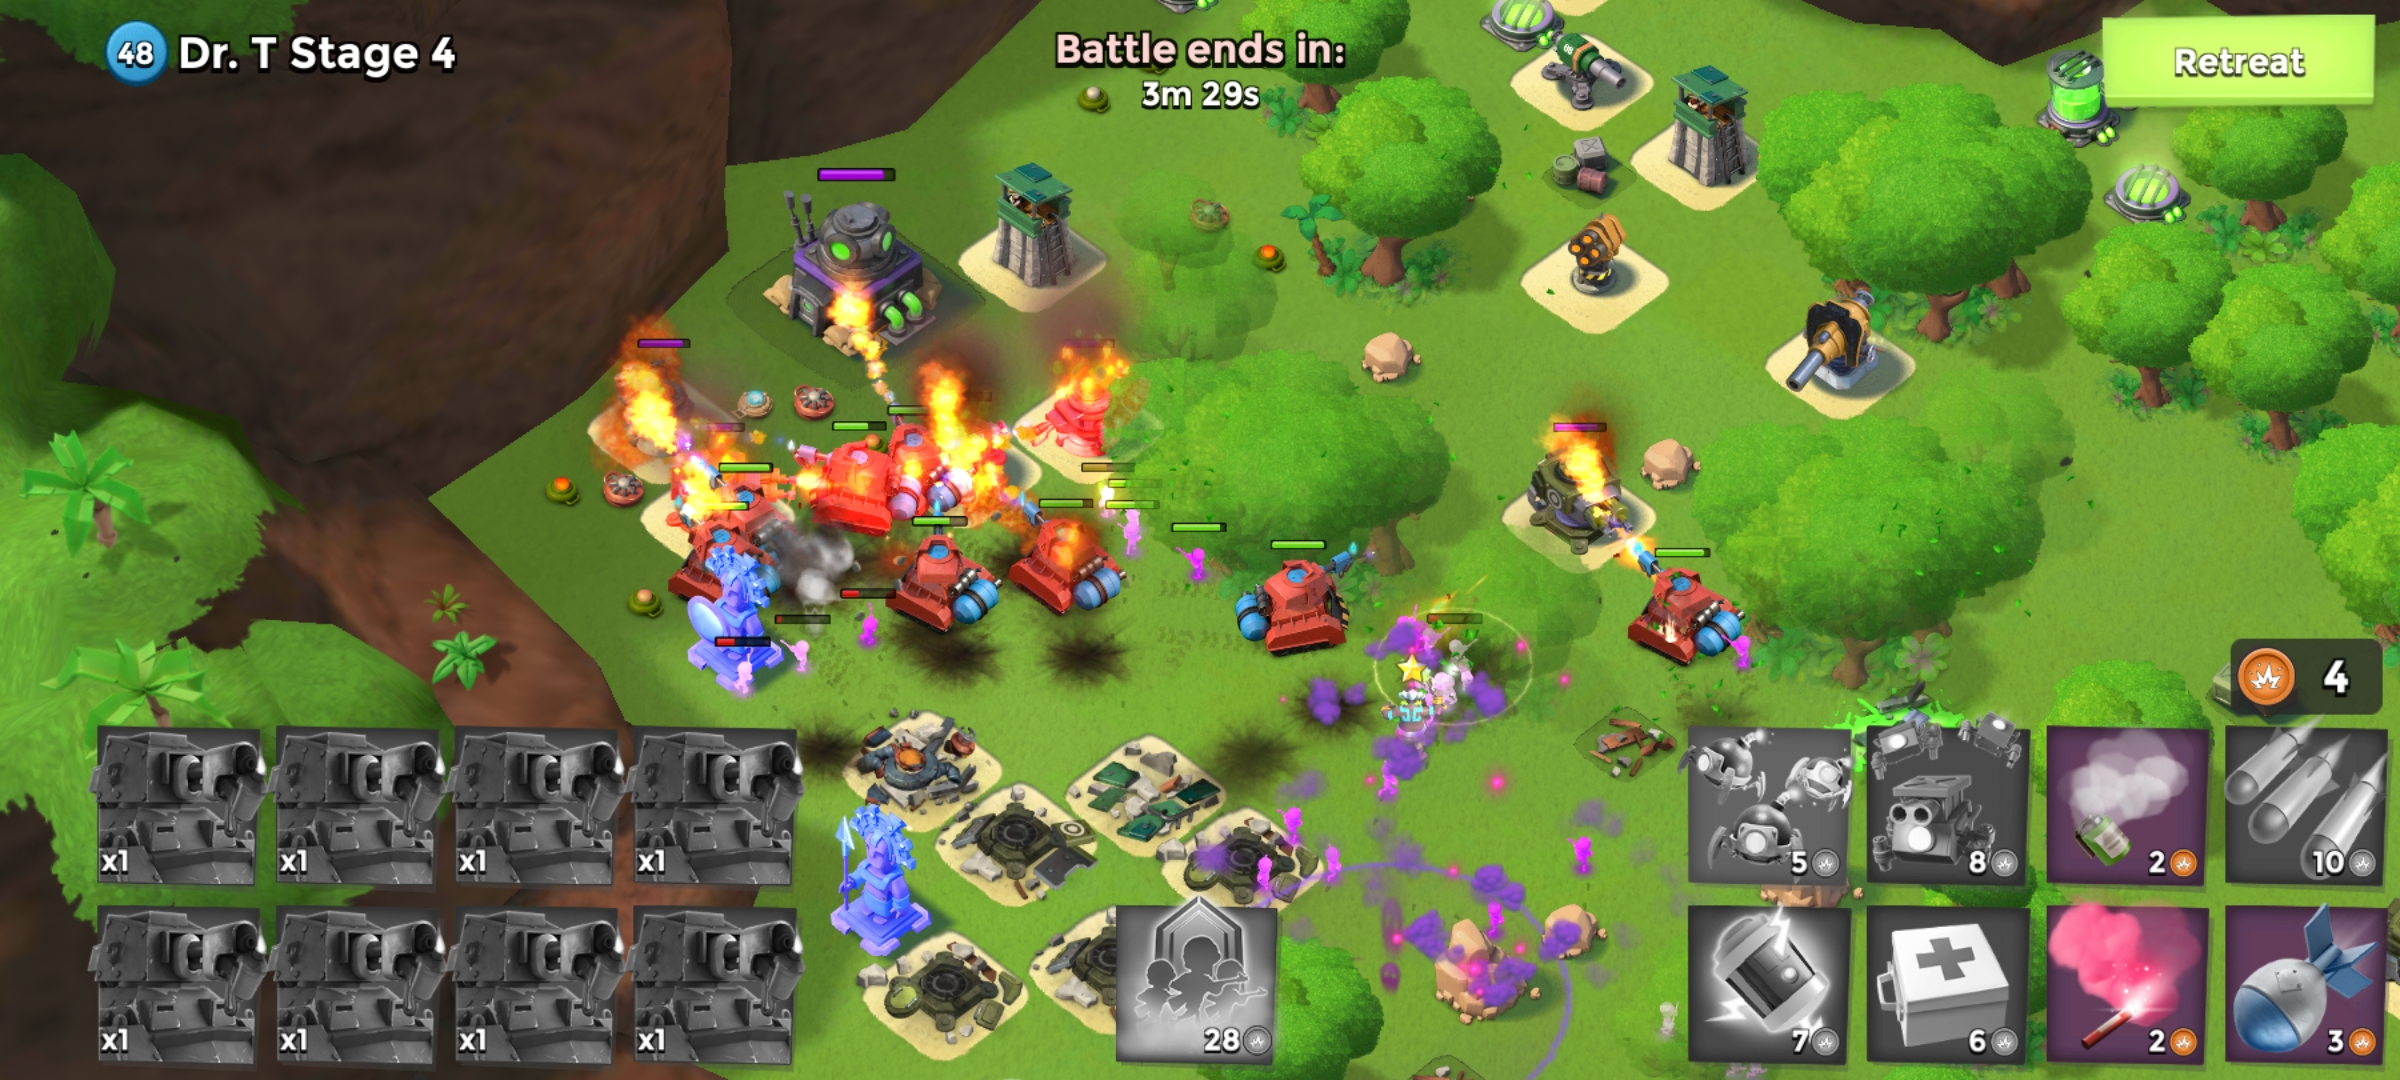 48 Dr. T Stage 4
Battle ends in:
3m 29s
Retreat
4
x1 x1 x1 x1
5 8 2 10
x1 x1 x1 x1
28
7 6 2 3